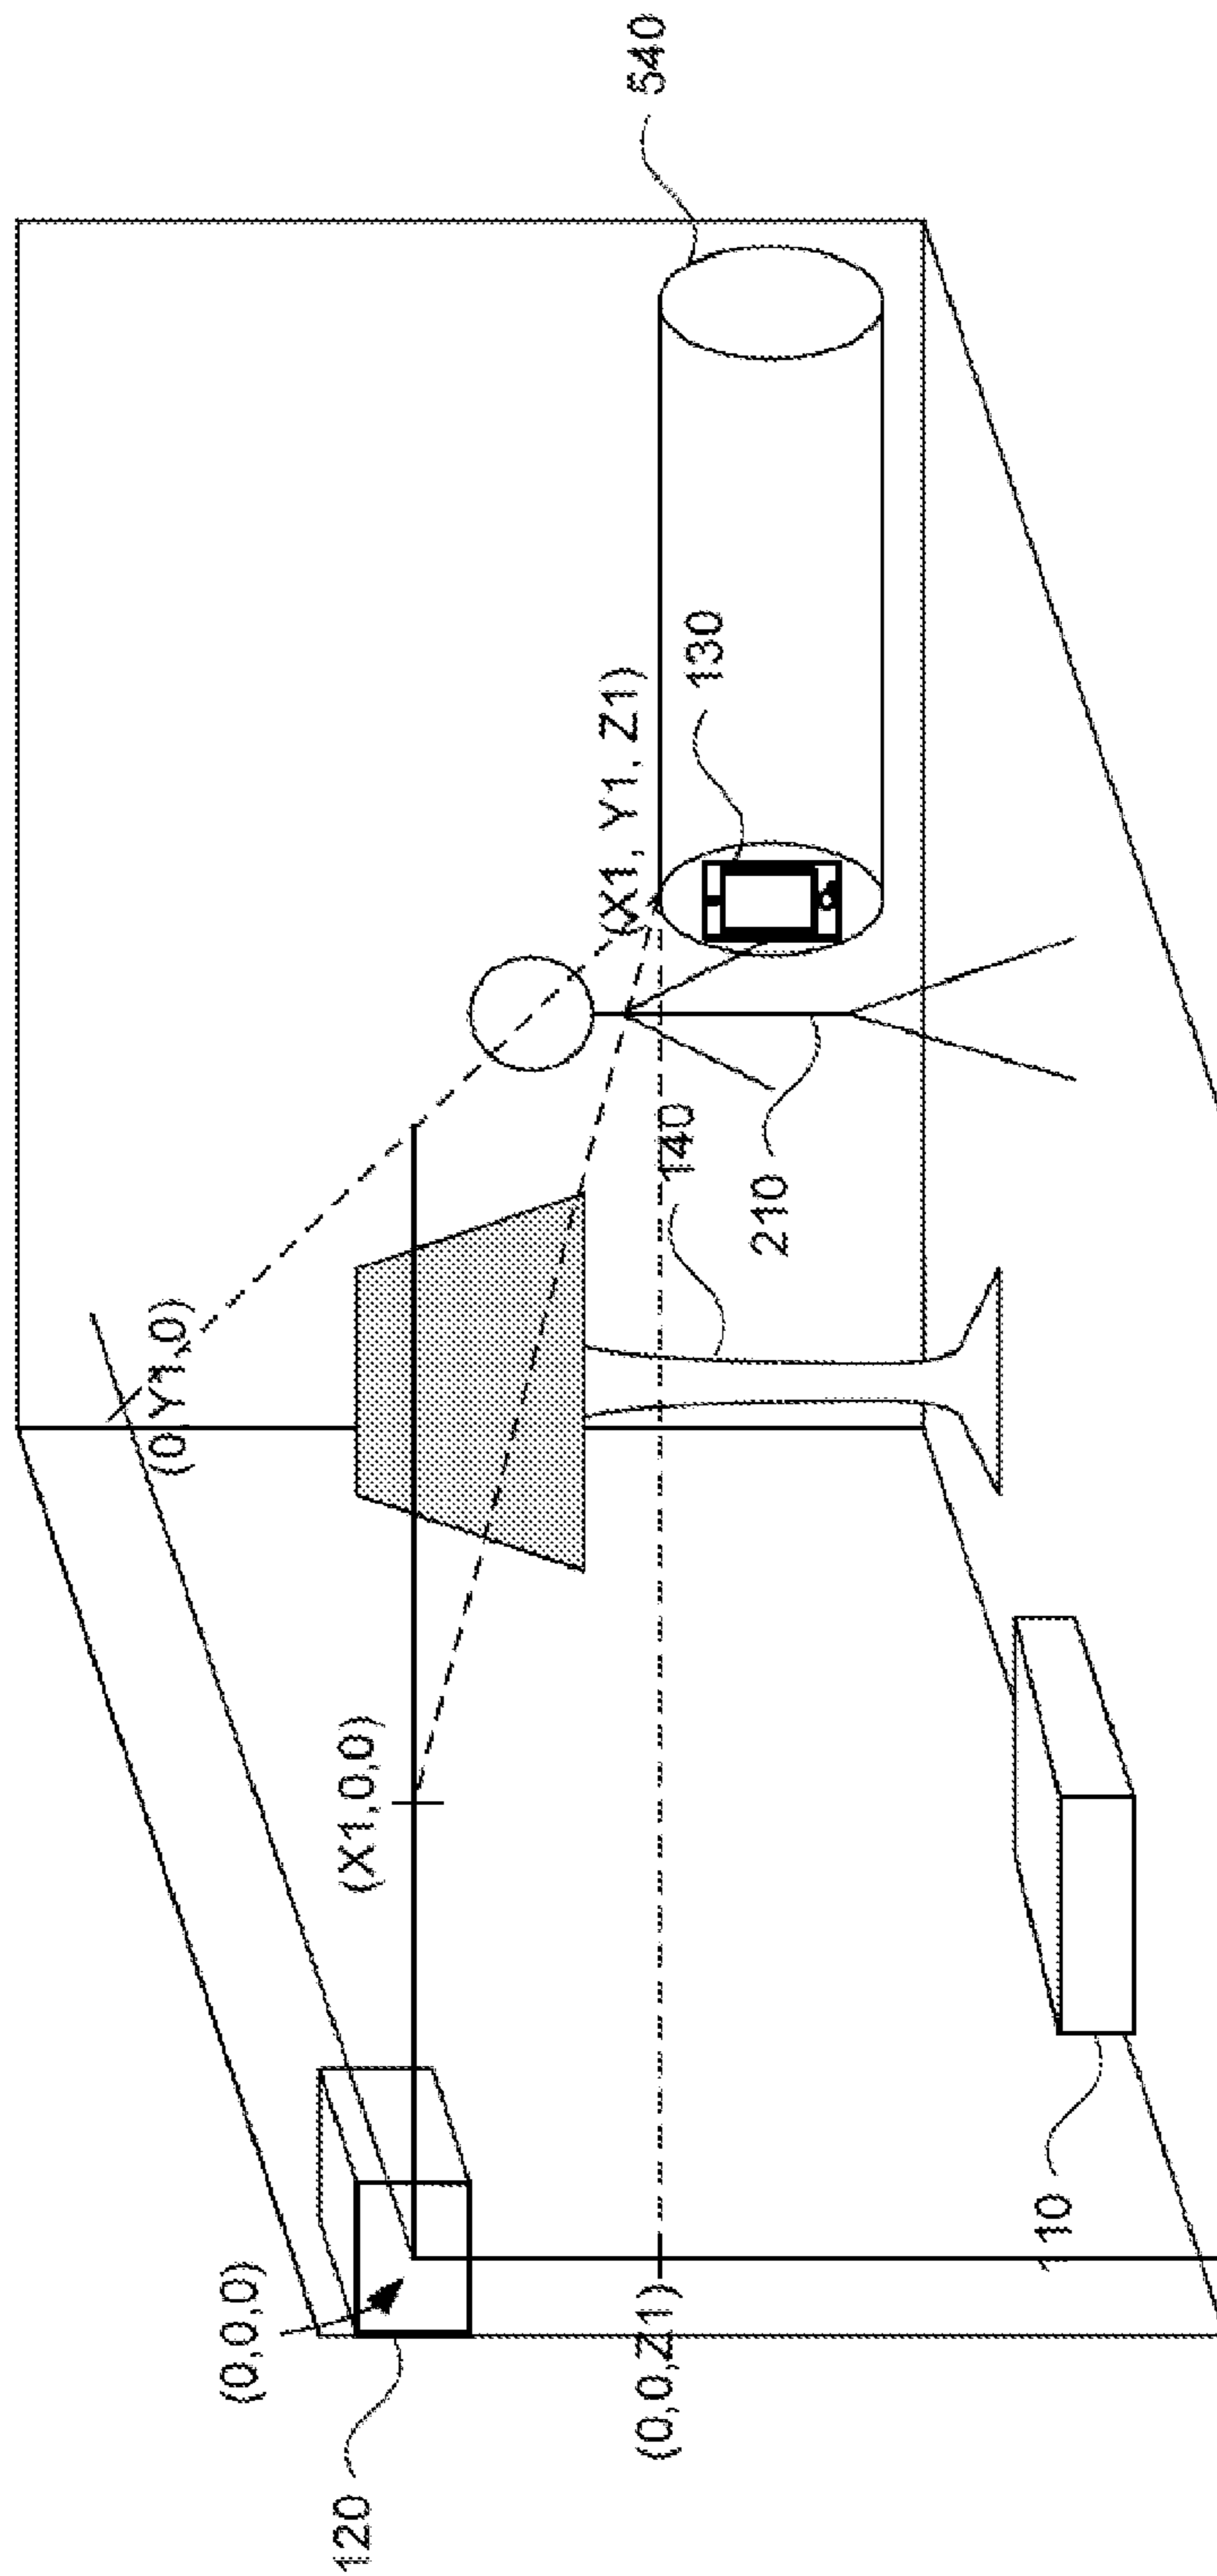 (0,Y1,0)
(0,0,0)
120
(X1,0,0)
(X1, Y1, Z1)
540
(0,0,Z1)
140
130
210
110